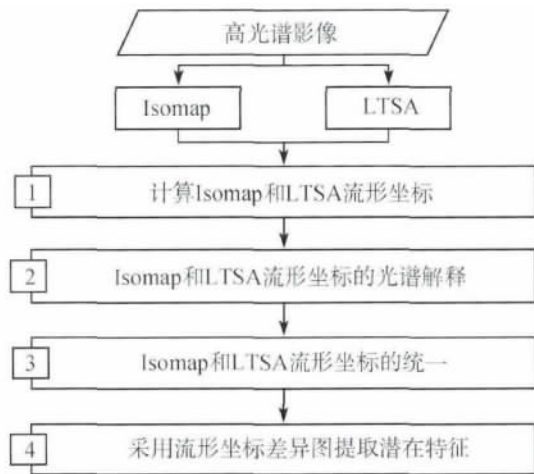 高光谱影像
Isomap
LTSA
1
计算Isomap和LTSA流形坐标
2
Isomap和LTSA流形坐标的光谱解释
3
Isomap和LTSA流形坐标的统一
4
采用流形坐标差异图提取潜在特征